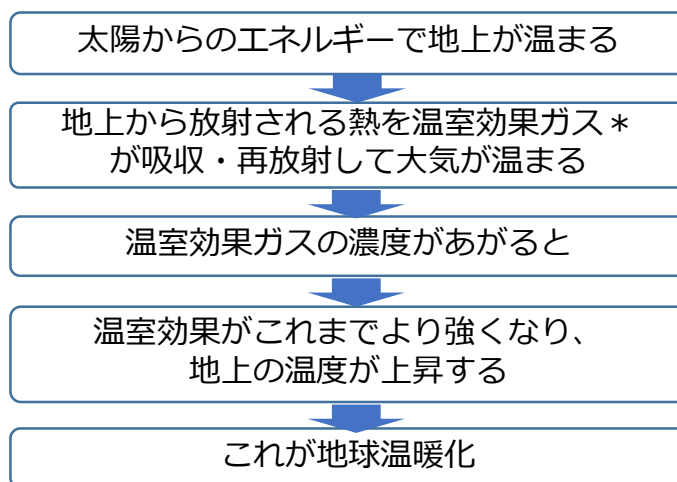 太陽からのエネルギーで地上が温まる
地上から放射される熱を温室効果ガス＊
が吸収・再放射して大気が温まる
温室効果ガスの濃度があがると
温室効果がこれまでより強くなり、
地上の温度が上昇する
これが地球温暖化